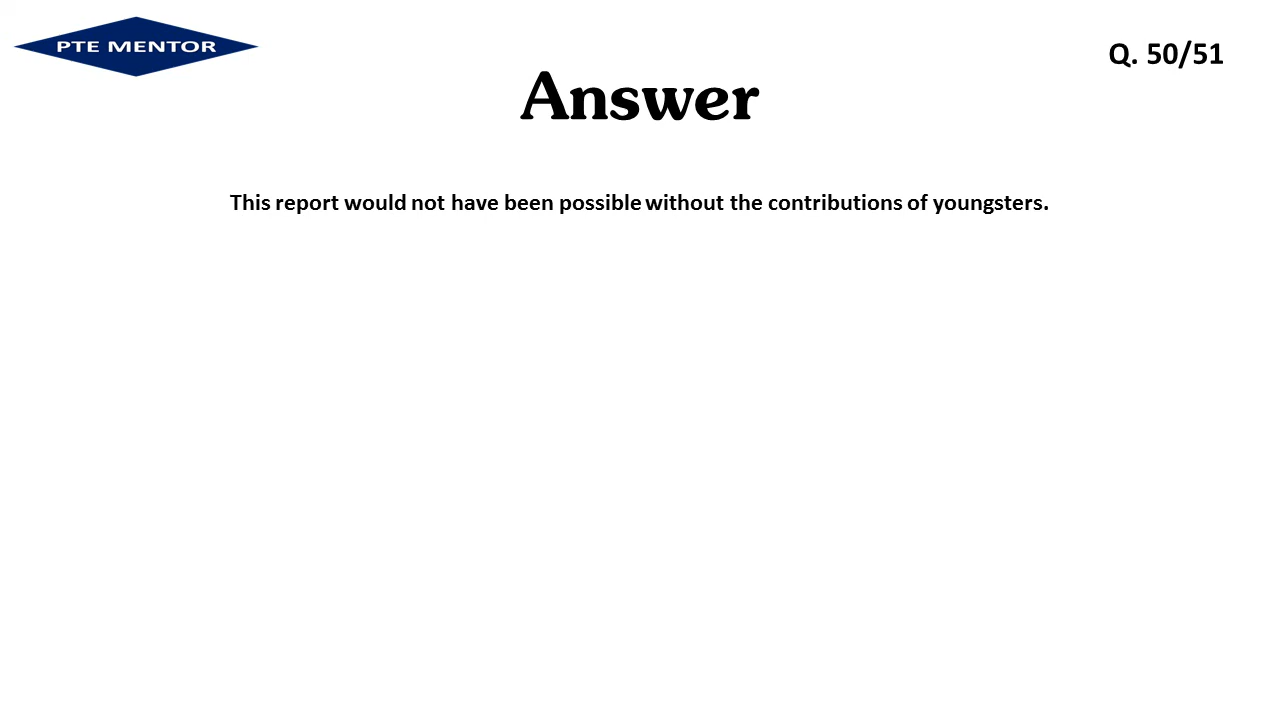 PTE MENTOR
Q. 50/51
Answer
This report would not have been possible without the contributions of youngsters.